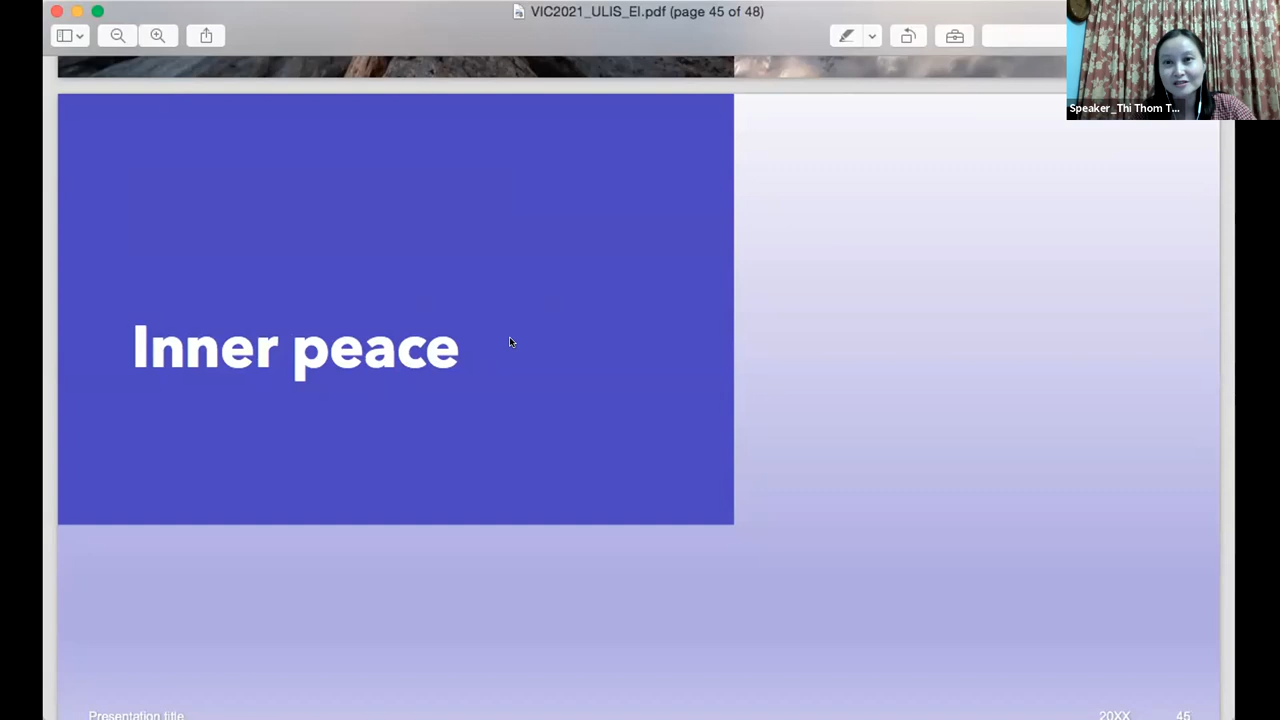 VIC2021_ULIS_EI.pdf (page 45 of 48)
Speaker_Thi Thom T...
Inner peace
Presentation title
20XX
45